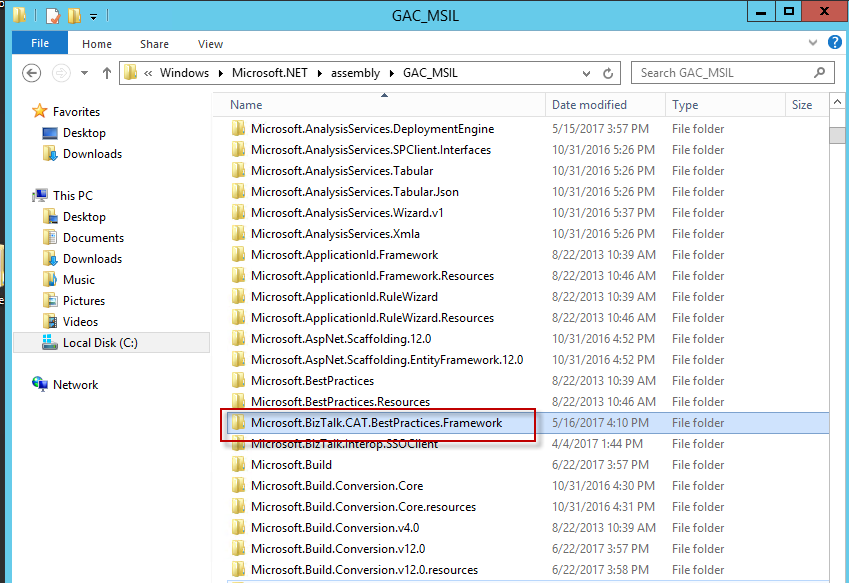 GAC_MSIL
File Home Share View
« Windows Microsoft.NET assembly GAC_MSIL Search GAC_MSIL
Name Date modified Type Size
Favorites
Desktop
Downloads
This PC
Desktop
Documents
Downloads
Music
Pictures
Videos
Local Disk (C:)
Network
Microsoft.AnalysisServices.DeploymentEngine 5/15/2017 3:57 PM File folder
Microsoft.AnalysisServices.SPClient.Interfaces 10/31/2016 5:26 PM File folder
Microsoft.AnalysisServices.Tabular 10/31/2016 5:26 PM File folder
Microsoft.AnalysisServices.Tabular.Json 10/31/2016 5:26 PM File folder
Microsoft.AnalysisServices.Wizard.v1 10/31/2016 5:37 PM File folder
Microsoft.AnalysisServices.Xmla 10/31/2016 5:26 PM File folder
Microsoft.ApplicationId.Framework 8/22/2013 10:39 AM File folder
Microsoft.ApplicationId.Framework.Resources 8/22/2013 10:46 AM File folder
Microsoft.ApplicationId.RuleWizard 8/22/2013 10:39 AM File folder
Microsoft.ApplicationId.RuleWizard.Resources 8/22/2013 10:46 AM File folder
Microsoft.AspNet.Scaffolding.12.0 10/31/2016 4:52 PM File folder
Microsoft.AspNet.Scaffolding.EntityFramework.12.0 10/31/2016 4:52 PM File folder
Microsoft.BestPractices 8/22/2013 10:39 AM File folder
Microsoft.BestPractices.Resources 8/22/2013 10:46 AM File folder
Microsoft.BizTalk.CAT.BestPractices.Framework 5/16/2017 4:10 PM File folder
Microsoft.BizTalk.Interop.SSOClient 4/4/2017 1:44 PM File folder
Microsoft.Build 6/22/2017 3:57 PM File folder
Microsoft.Build.Conversion.Core 10/31/2016 4:30 PM File folder
Microsoft.Build.Conversion.Core.resources 10/31/2016 4:31 PM File folder
Microsoft.Build.Conversion.v4.0 8/22/2013 10:39 AM File folder
Microsoft.Build.Conversion.v12.0 6/22/2017 3:57 PM File folder
Microsoft.Build.Conversion.v12.0.resources 6/22/2017 3:58 PM File folder